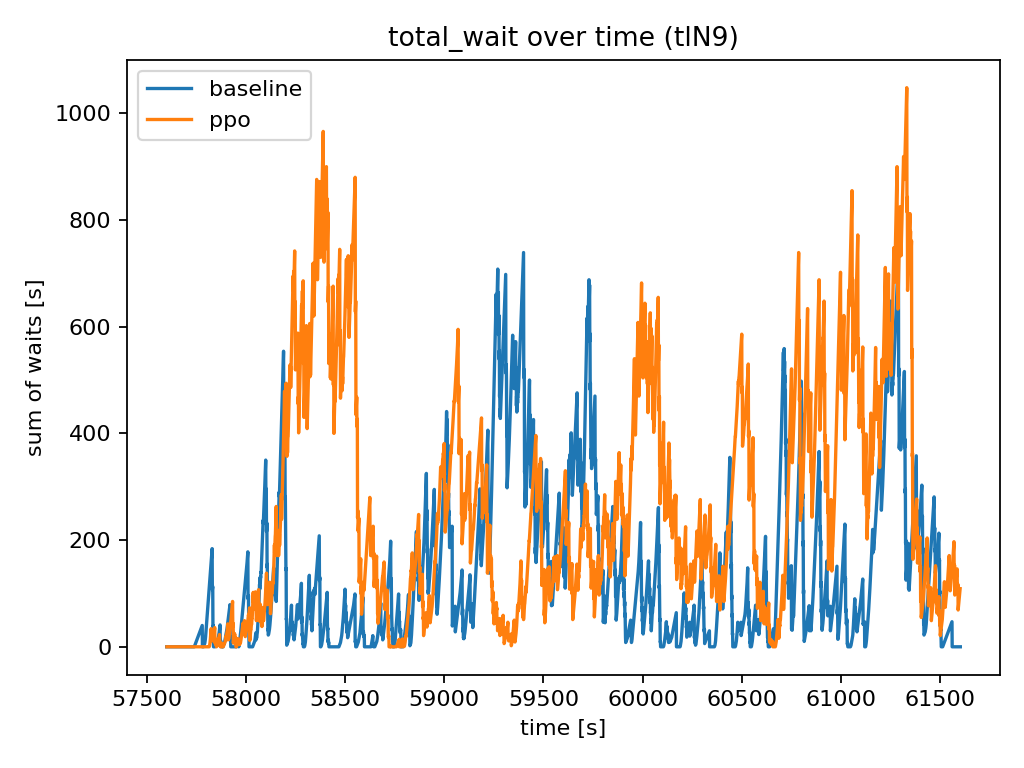 total_wait over time (tlN9)
baseline
ppo
1000
800
600
400
200
0
sum of waits [s]
57500 58000 58500 59000 59500 60000 60500 61000 61500
time [s]